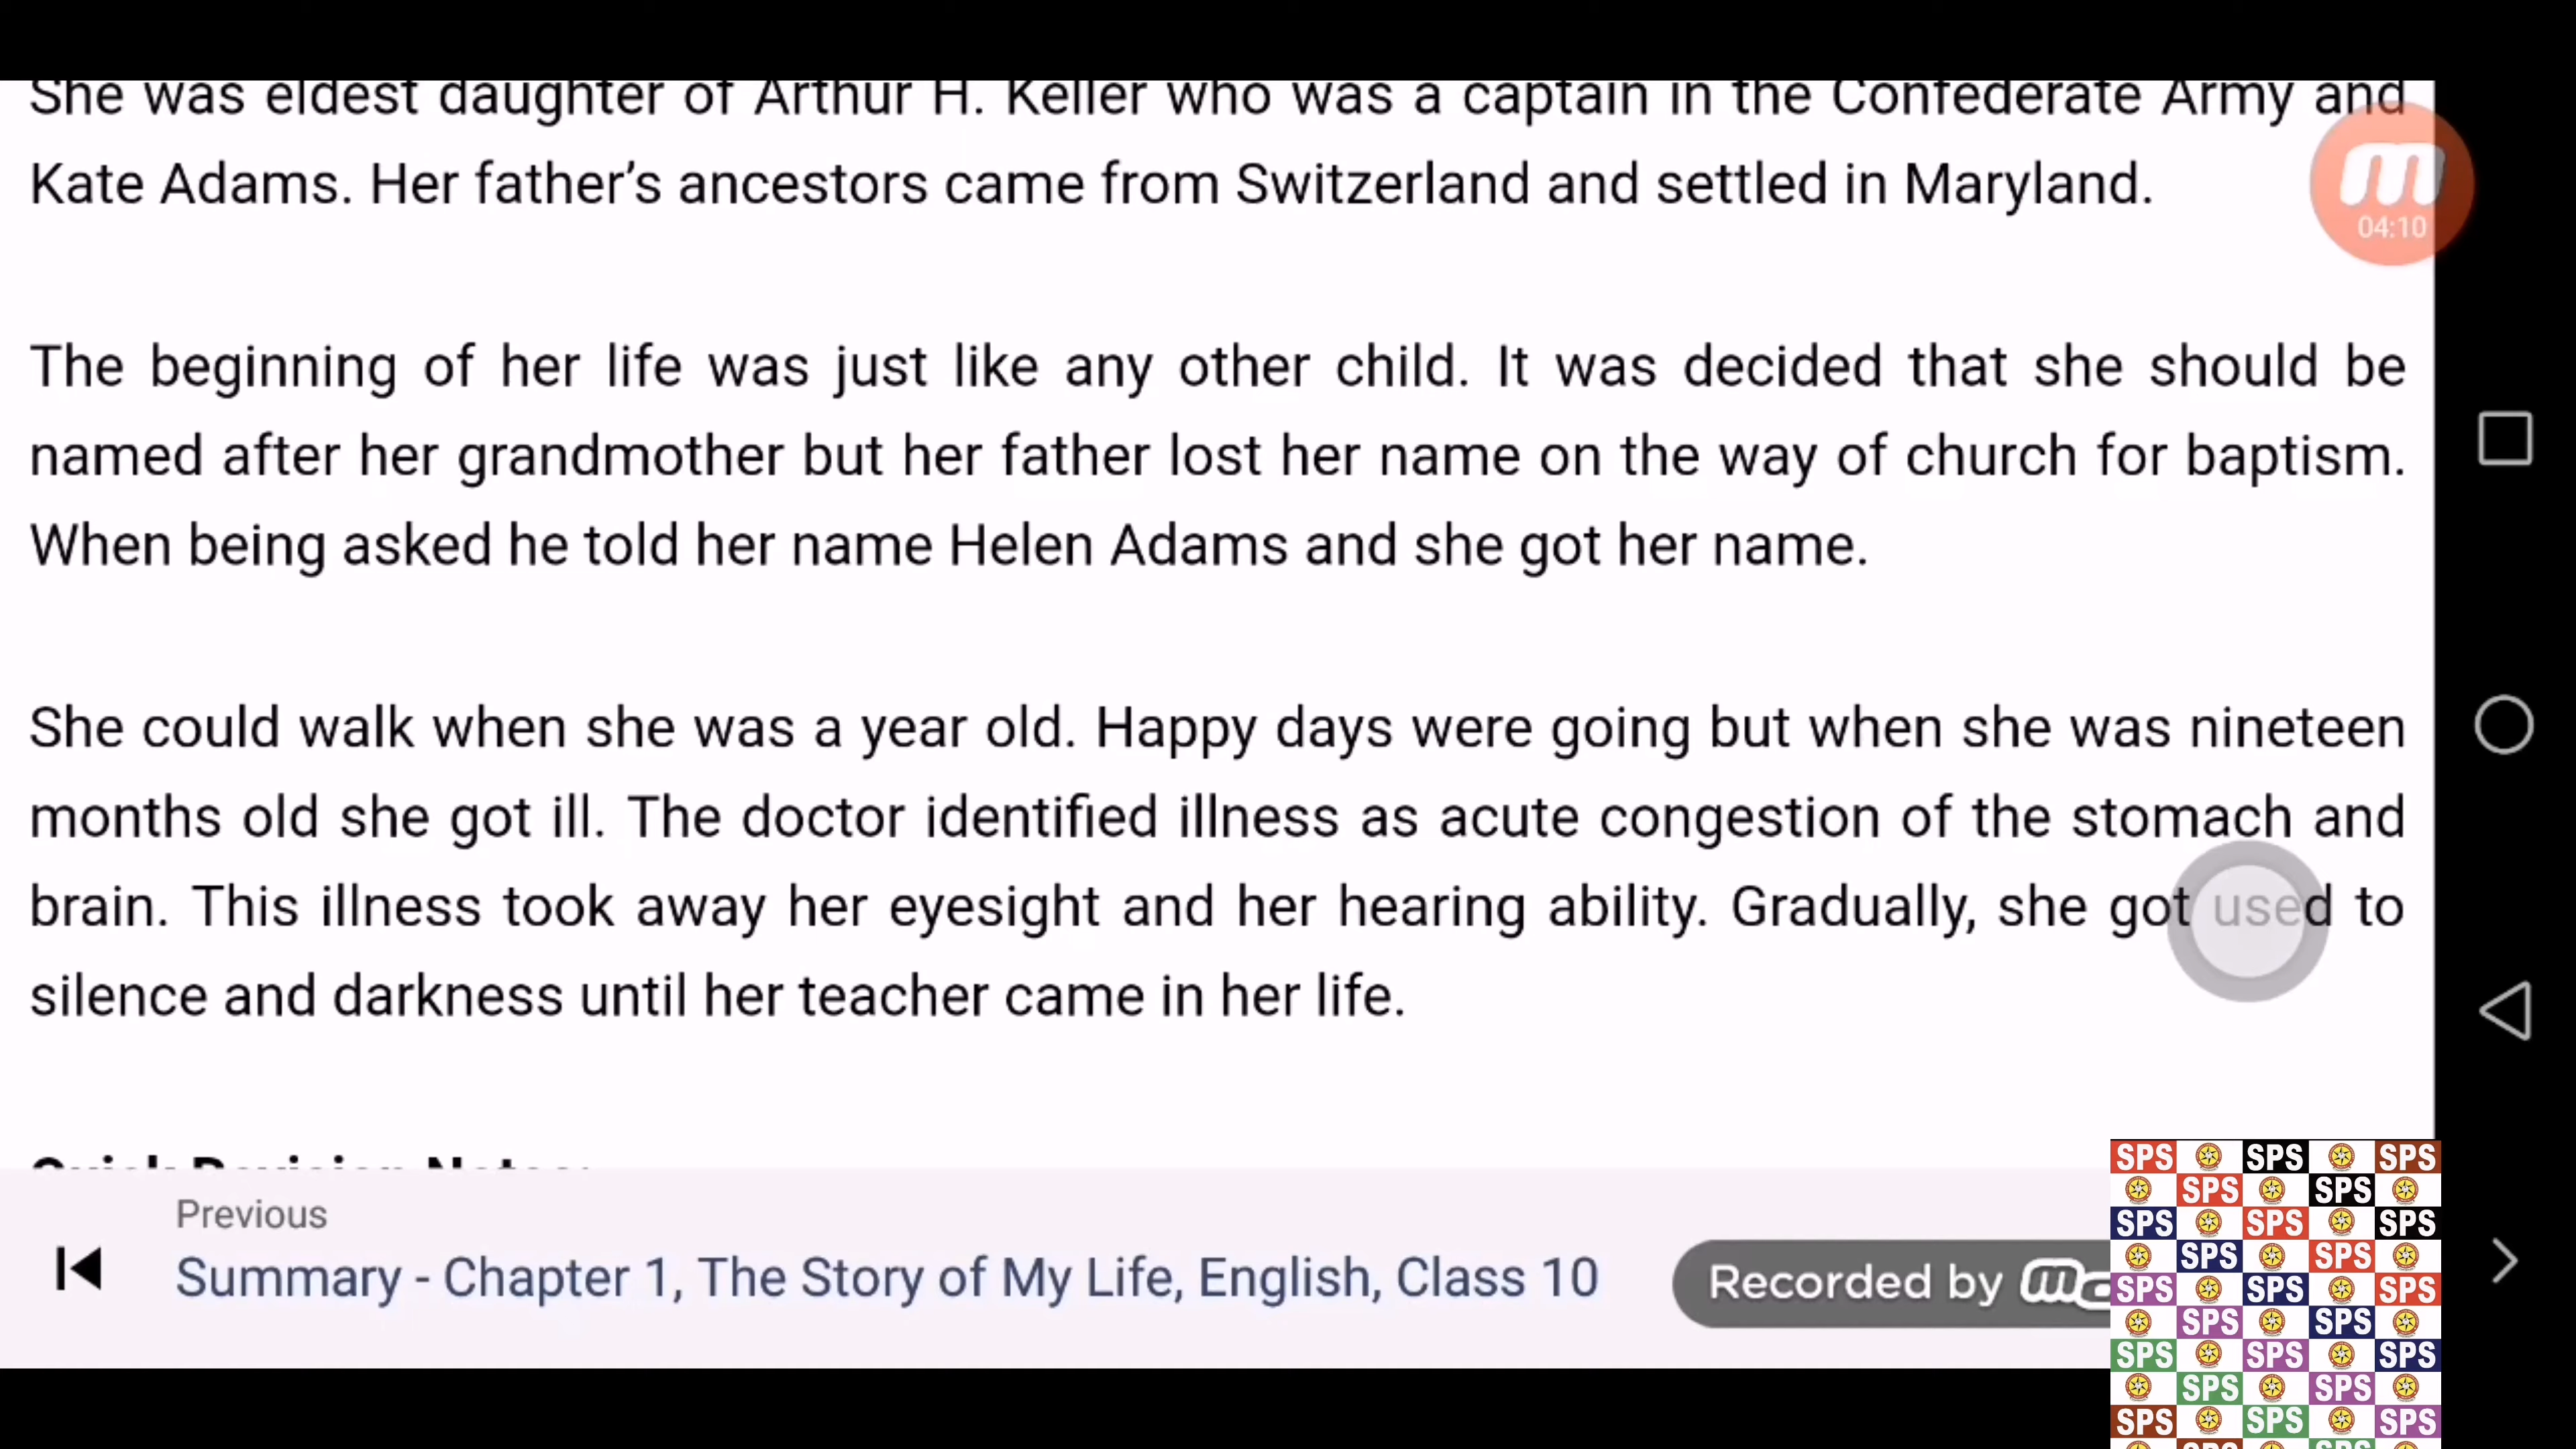 She was eldest daughter of Arthur H. Keller who was a captain in the Confederate Army and
Kate Adams. Her father’s ancestors came from Switzerland and settled in Maryland.
04:10
The beginning of her life was just like any other child. It was decided that she should be
named after her grandmother but her father lost her name on the way of church for baptism.
When being asked he told her name Helen Adams and she got her name.
She could walk when she was a year old. Happy days were going but when she was nineteen
months old she got ill. The doctor identified illness as acute congestion of the stomach and
brain. This illness took away her eyesight and her hearing ability. Gradually, she got used to
silence and darkness until her teacher came in her life.
Quick Revision Notes:
Previous
Summary - Chapter 1, The Story of My Life, English, Class 10
Recorded by
SPS SPS SPS
SPS SPS
SPS SPS SPS
SPS SPS
SPS SPS SPS
SPS SPS
SPS SPS SPS
SPS SPS
SPS SPS SPS